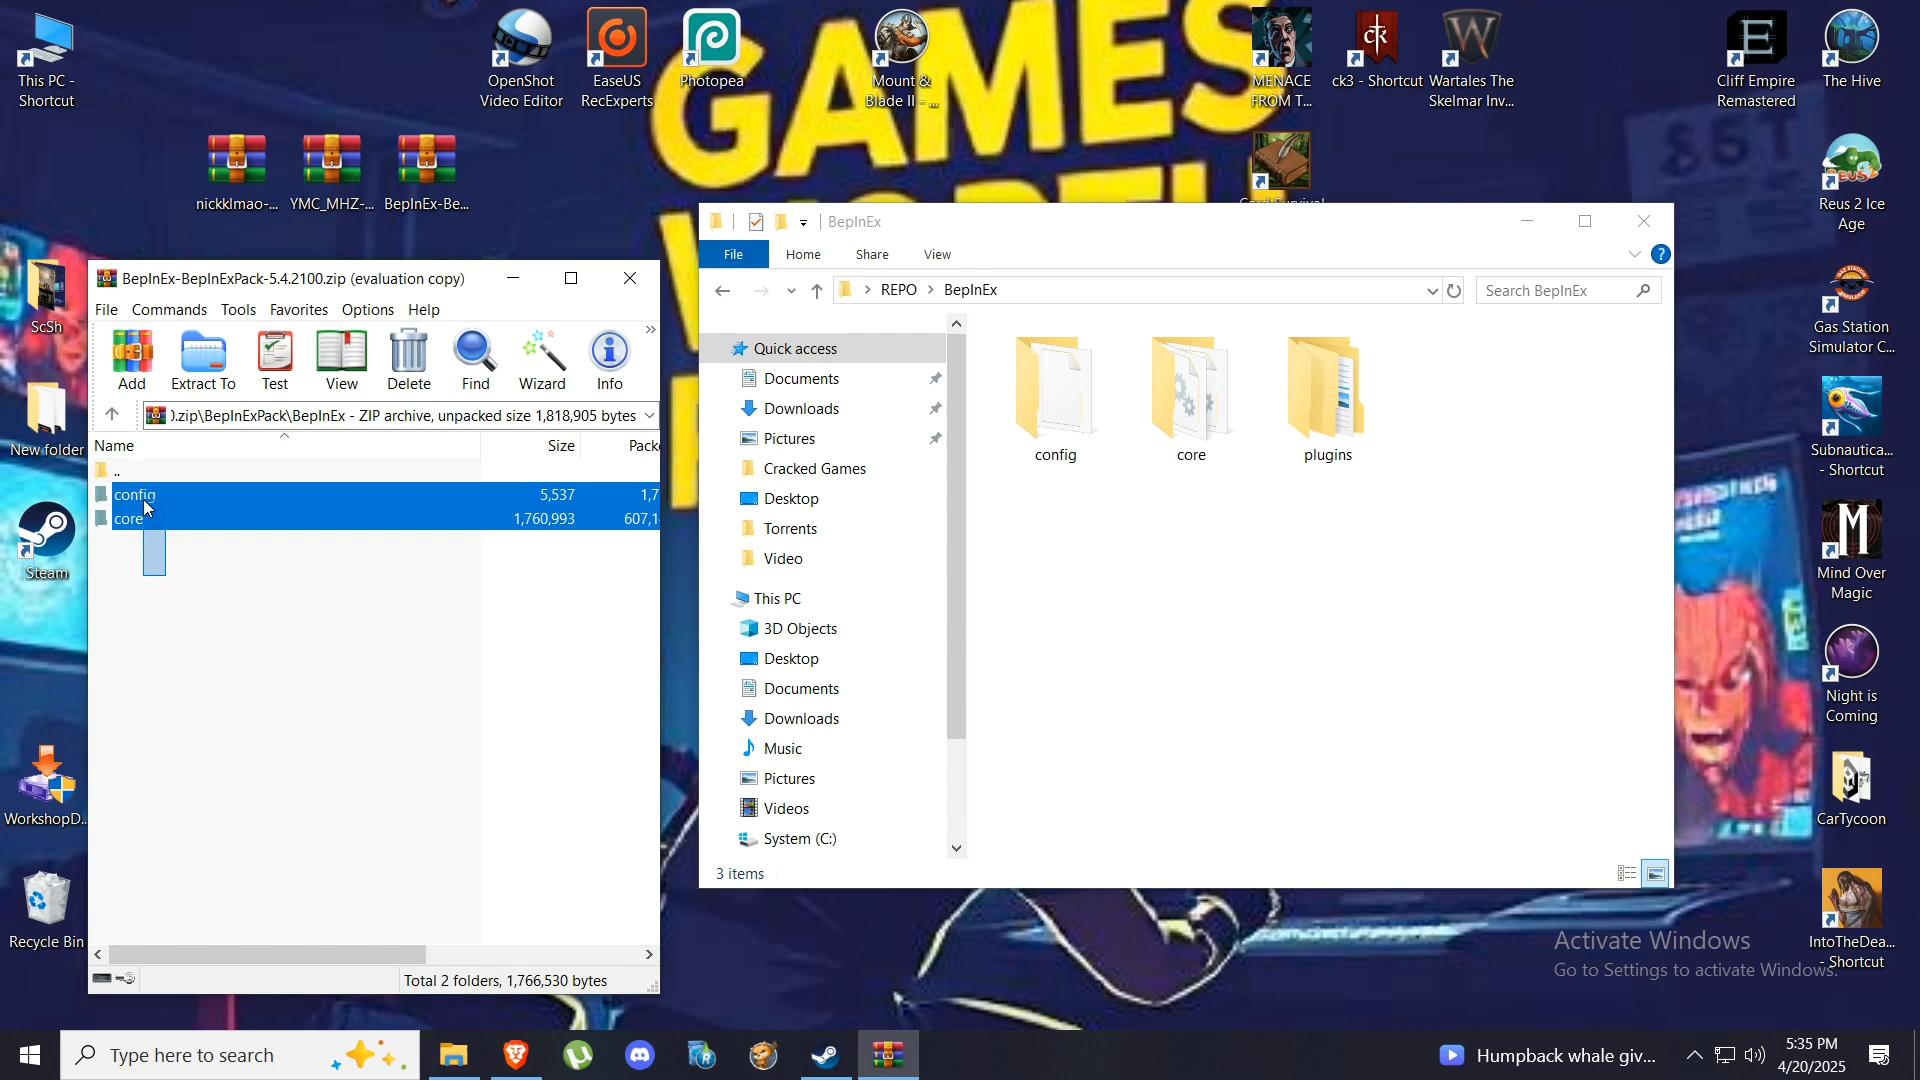 This PC -
Shortcut
OpenShot
Video Editor
EaseUS
RecExperts
Photopea
Mount &
Blade II - ...
MENACE
FROM T...
ck3 - Shortcut
Wartales The
Skelmar Inv...
Cliff Empire
Remastered
The Hive
GAMES
nickklmao-...
YMC_MHZ-...
BepInEx-Be...
Reus 2 Ice
Age
ScSh
New folder
Steam
WorkshopD...
Recycle Bin
Gas Station
Simulator C...
Subnautica...
- Shortcut
Mind Over
Magic
Night is
Coming
CarTycoon
IntoTheDea...
- Shortcut
BepInEx-BepInExPack-5.4.2100.zip (evaluation copy)
File Commands Tools Favorites Options Help
Add Extract To Test View Delete Find Wizard Info
).zip\BepInExPack\BepInEx - ZIP archive, unpacked size 1,818,905 bytes
Name Size Packe
..
config 5,537 1,7
core 1,760,993 607,1
Total 2 folders, 1,766,530 bytes
BepInEx
File Home Share View
REPO > BepInEx
Search BepInEx
Quick access
Documents
Downloads
Pictures
Cracked Games
Desktop
Torrents
Video
This PC
3D Objects
Desktop
Documents
Downloads
Music
Pictures
Videos
System (C:)
config
core
plugins
3 items
Activate Windows
Go to Settings to activate Windows.
Type here to search
Humpback whale giv...
5:35 PM
4/20/2025